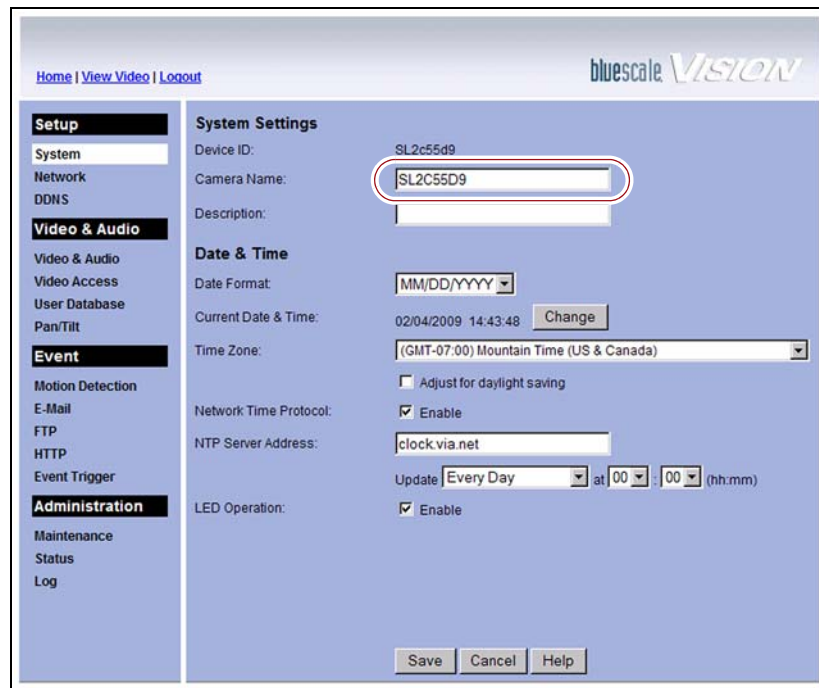 Home | View Video | Logout
bluescale VISION
Setup
System
Network
DDNS
Video & Audio
Video & Audio
Video Access
User Database
Pan/Tilt
Event
Motion Detection
E-Mail
FTP
HTTP
Event Trigger
Administration
Maintenance
Status
Log
System Settings
Device ID: SL2c55d9
Camera Name: SL2C55D9
Description:
Date & Time
Date Format: MM/DD/YYYY
Current Date & Time: 02/04/2009 14:43:48 Change
Time Zone: (GMT-07:00) Mountain Time (US & Canada)
Adjust for daylight saving
Network Time Protocol: Enable
NTP Server Address: clock.via.net
Update Every Day at 00 : 00 (hh:mm)
LED Operation: Enable
Save Cancel Help